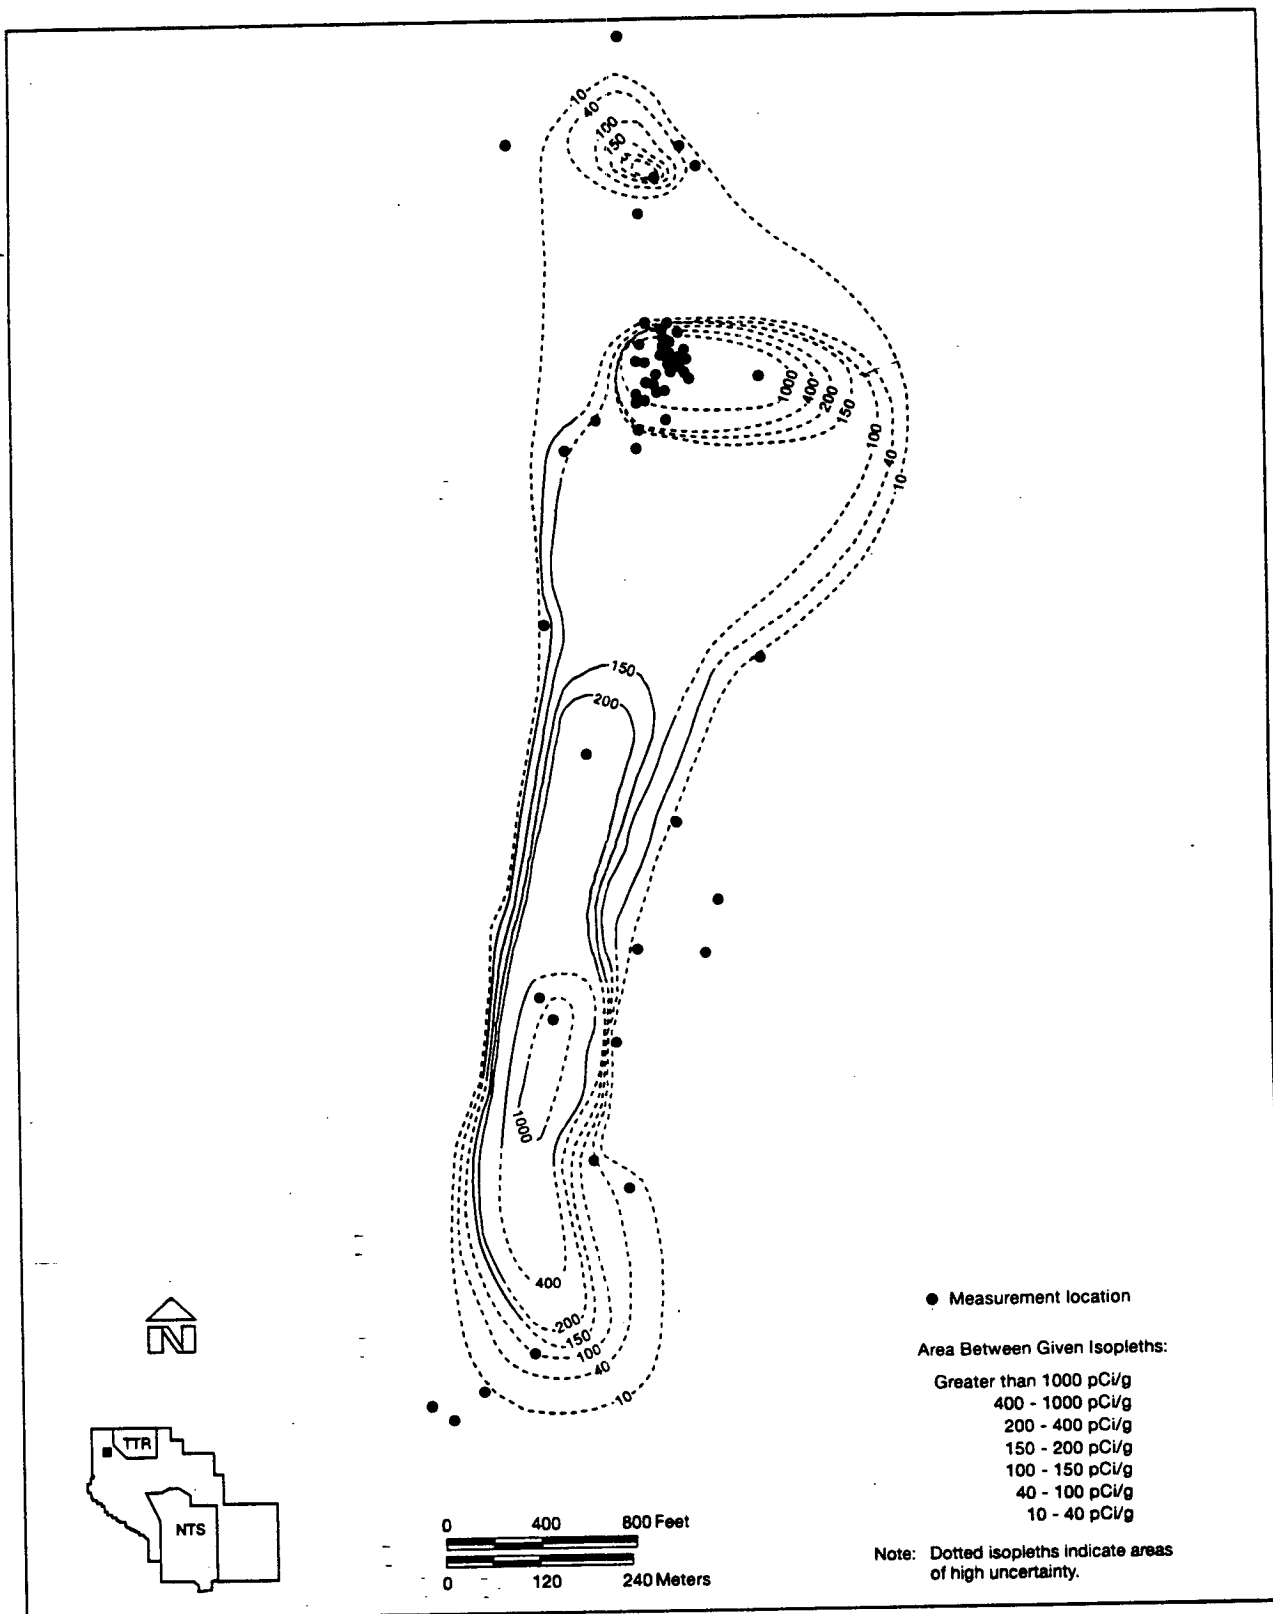 10
40
100
150
1000
400
200
150
100
40
10
150
200
1000
400
200
150
100
40
10
N
TTR
NTS
0 400 800 Feet
0 120 240 Meters
Measurement location
Area Between Given Isopleths:
Greater than 1000 pCi/g
400 - 1000 pCi/g
200 - 400 pCi/g
150 - 200 pCi/g
100 - 150 pCi/g
40 - 100 pCi/g
10 - 40 pCi/g
Note: Dotted isopleths indicate areas
of high uncertainty.